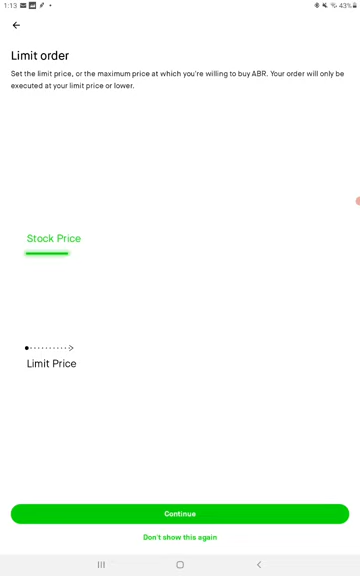 1:13
43%
Limit order
Set the limit price, or the maximum price at which you're willing to buy ABR. Your order will only be
executed at your limit price or lower.
Stock Price
Limit Price
Continue
Don't show this again